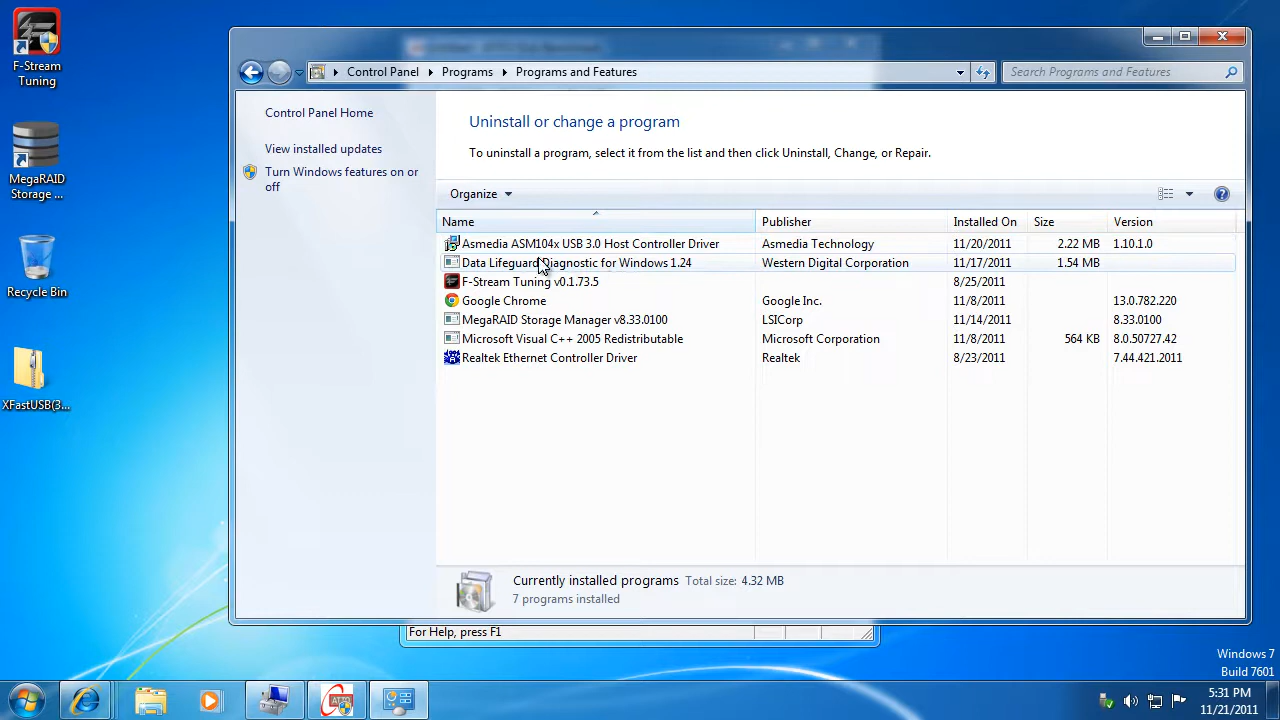 F-Stream
Tuning
MegaRAID
Storage ...
Recycle Bin
XFastUSB(3...
Control Panel
Programs
Programs and Features
Search Programs and Features
Control Panel Home
View installed updates
Turn Windows features on or
off
Uninstall or change a program
To uninstall a program, select it from the list and then click Uninstall, Change, or Repair.
Organize
Name Publisher Installed On Size Version
Asmedia ASM104x USB 3.0 Host Controller Driver Asmedia Technology 11/20/2011 2.22 MB 1.10.1.0
Data Lifeguard Diagnostic for Windows 1.24 Western Digital Corporation 11/17/2011 1.54 MB
F-Stream Tuning v0.1.73.5 8/25/2011
Google Chrome Google Inc. 11/8/2011 13.0.782.220
MegaRAID Storage Manager v8.33.0100 LSICorp 11/14/2011 8.33.0100
Microsoft Visual C++ 2005 Redistributable Microsoft Corporation 11/8/2011 564 KB 8.0.50727.42
Realtek Ethernet Controller Driver Realtek 8/23/2011 7.44.421.2011
Currently installed programs Total size: 4.32 MB
7 programs installed
For Help, press F1
Windows 7
Build 7601
5:31 PM
11/21/2011